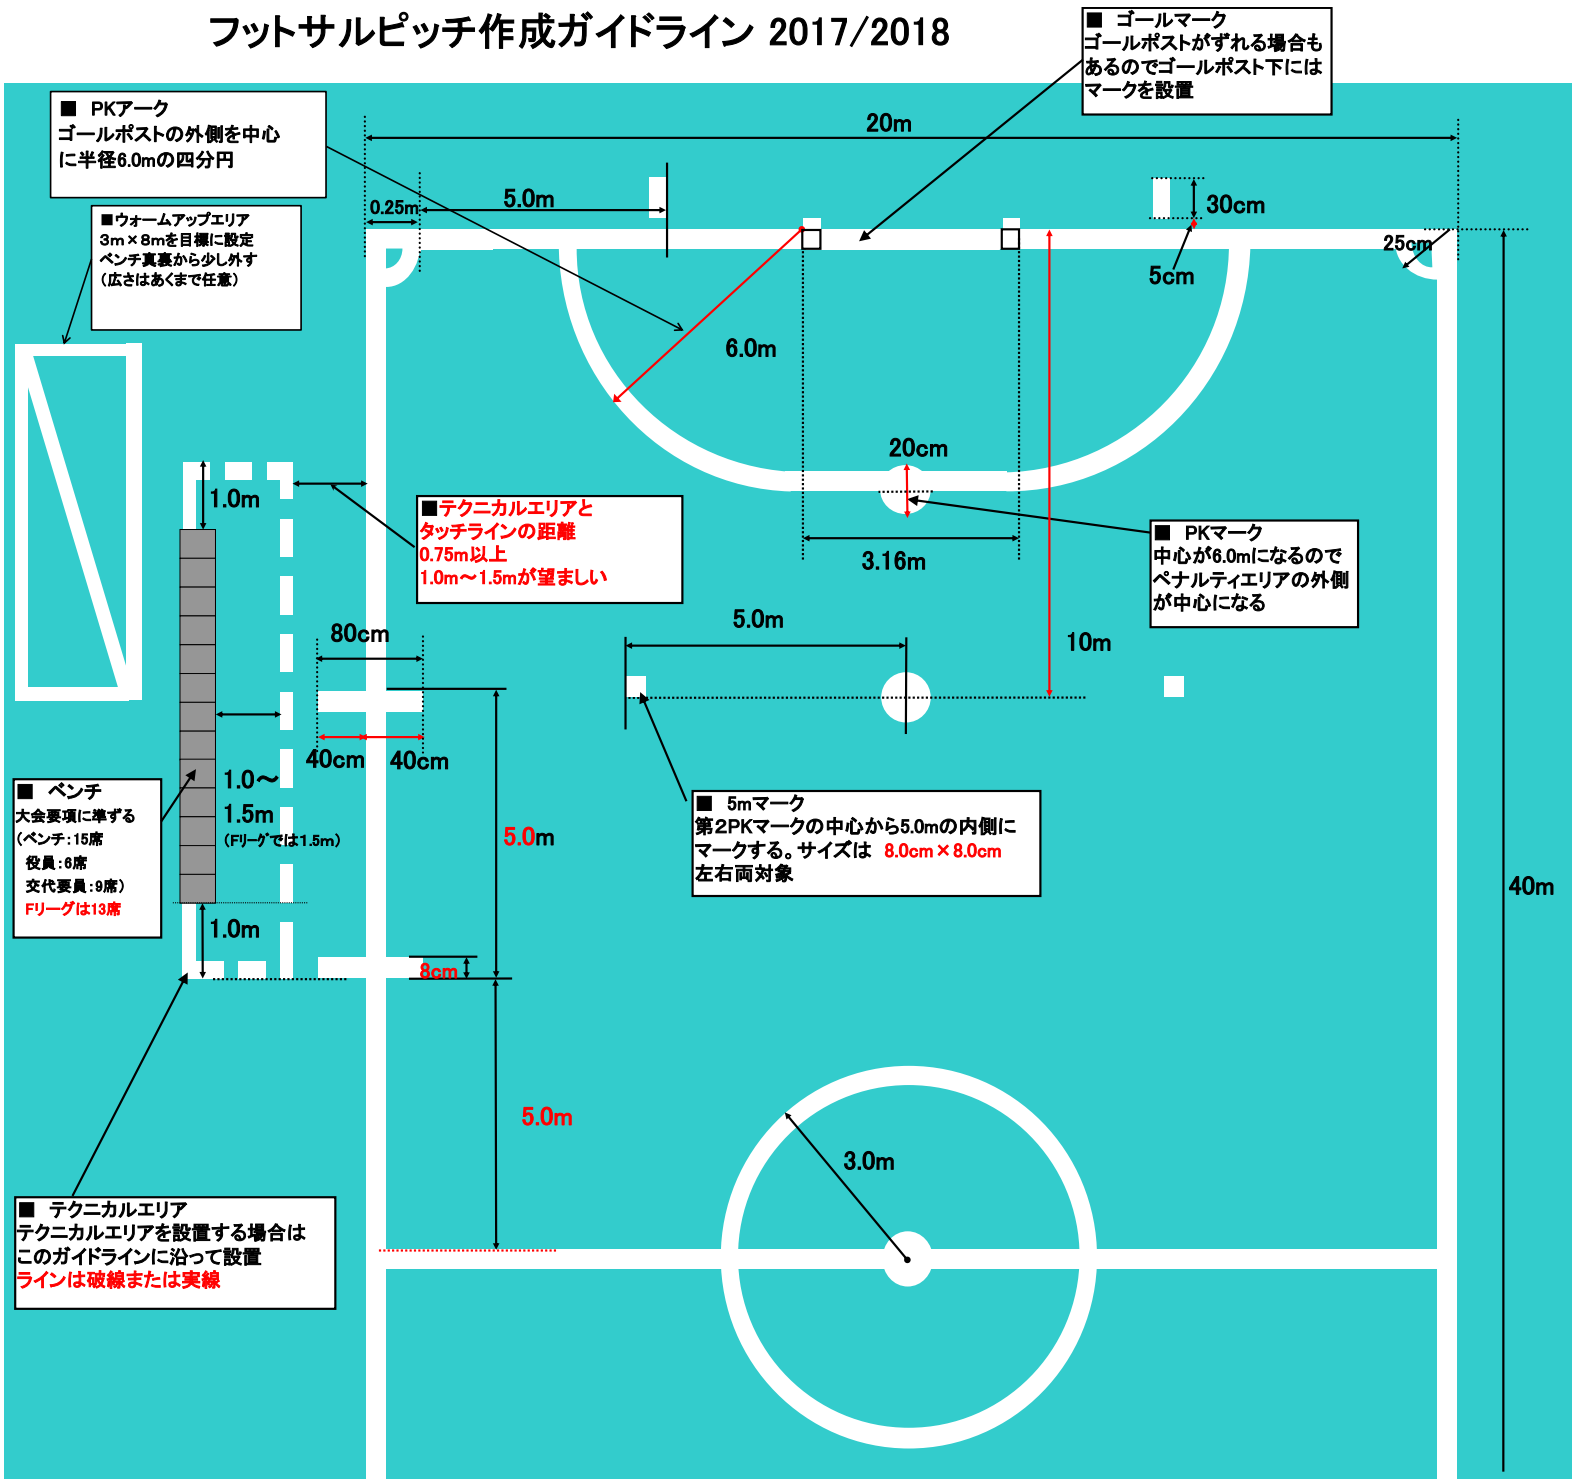 フットサルピッチ作成ガイドライン 2017/2018
■ ゴールマーク
ゴールポストがずれる場合も
あるのでゴールポスト下には
マークを設置
■ PKアーク
ゴールポストの外側を中心
に半径6.0mの四分円
20m
■ウォームアップエリア
3m×8mを目標に設定
ベンチ真裏から少し外す
(広さはあくまで任意)
0.25m
5.0m
30cm
25cm
5cm
6.0m
20cm
1.0m
■テクニカルエリアと
タッチラインの距離
0.75m以上
1.0m～1.5mが望ましい
3.16m
■ PKマーク
中心が6.0mになるので
ペナルティエリアの外側
が中心になる
80cm
5.0m
10m
40cm
40cm
■ ベンチ
大会要項に準ずる
(ベンチ:15席
役員:6席
交代要員:9席)
Fリーグは13席
1.0～
1.5m
(Fリーグでは1.5m)
5.0m
■ 5mマーク
第2PKマークの中心から5.0mの内側に
マークする。サイズは 8.0cm×8.0cm
左右両対象
40m
1.0m
8cm
5.0m
3.0m
■ テクニカルエリア
テクニカルエリアを設置する場合は
このガイドラインに沿って設置
ラインは破線または実線